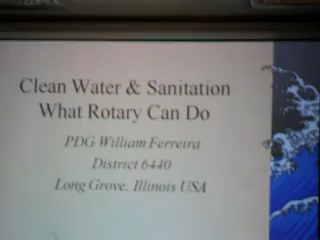 Clean Water & Sanitation
What Rotary Can Do
PDG William Ferreira
District 6440
Long Grove, Illinois USA